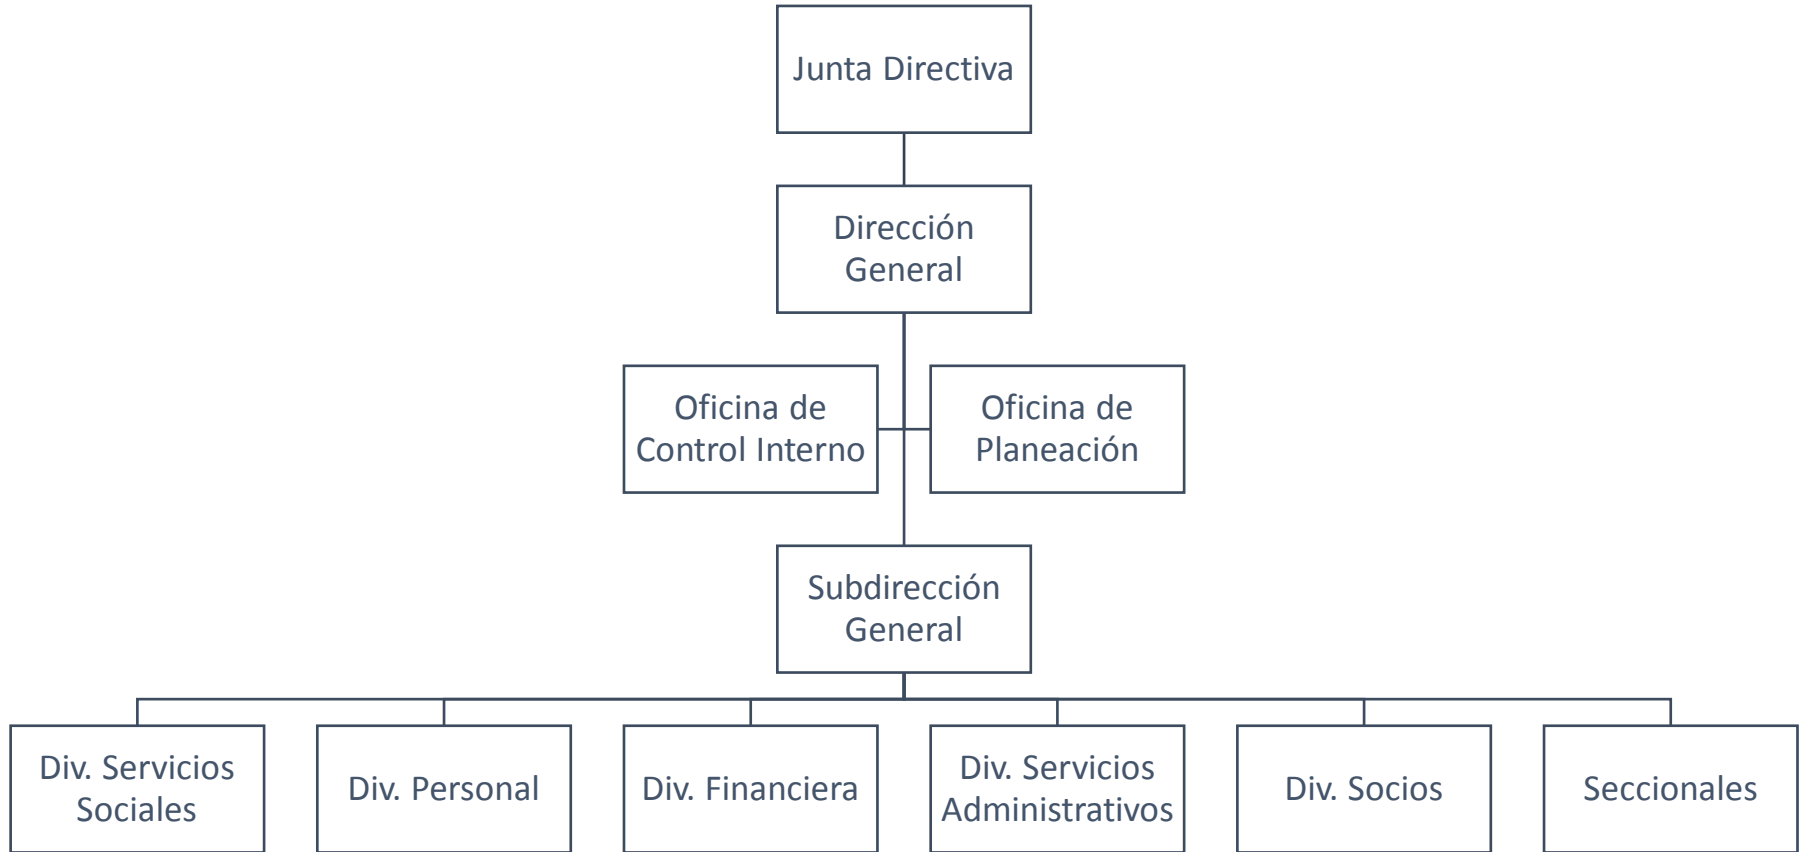 Junta Directiva
Dirección
General
Oficina de
Control Interno
Oficina de
Planeación
Subdirección
General
Div. Servicios
Sociales
Div. Personal
Div. Financiera
Div. Servicios
Administrativos
Div. Socios
Seccionales